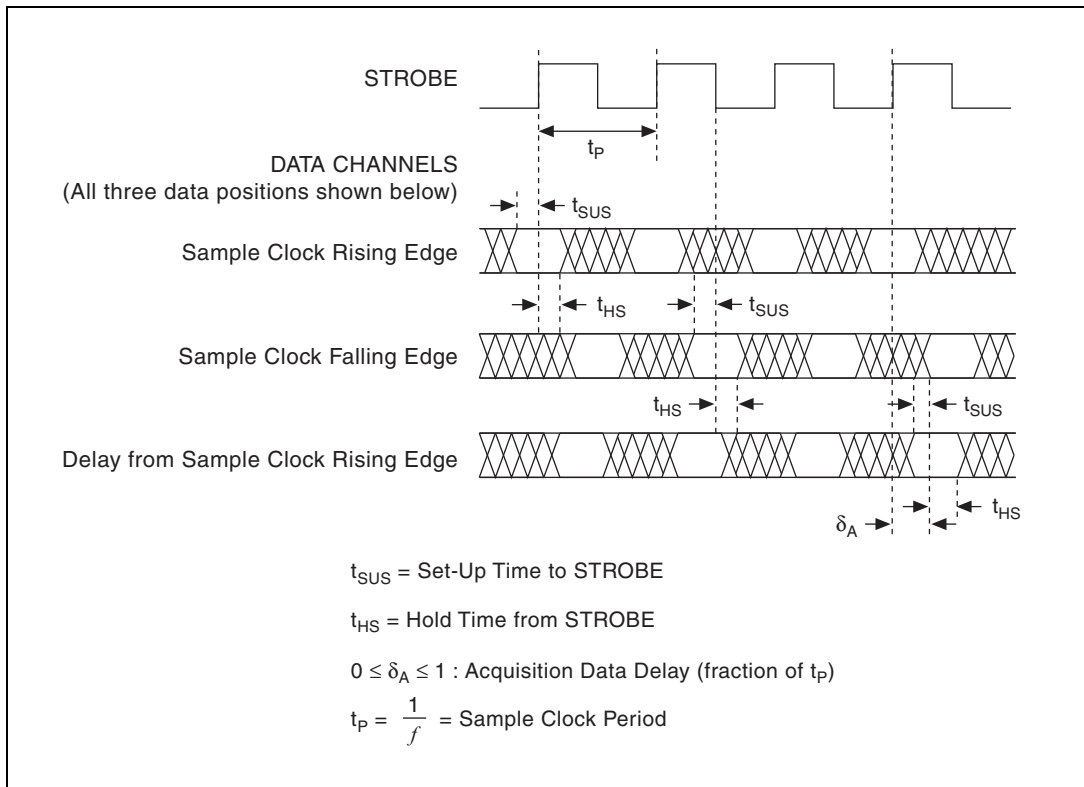 STROBE
t_P
DATA CHANNELS
(All three data positions shown below)
t_SUS
Sample Clock Rising Edge
t_HS
t_SUS
Sample Clock Falling Edge
t_HS
t_SUS
Delay from Sample Clock Rising Edge
t_HS
δ_A
t_SUS = Set-Up Time to STROBE
t_HS = Hold Time from STROBE
0 ≤ δ_A ≤ 1 : Acquisition Data Delay (fraction of t_P)
t_P = 1/f = Sample Clock Period